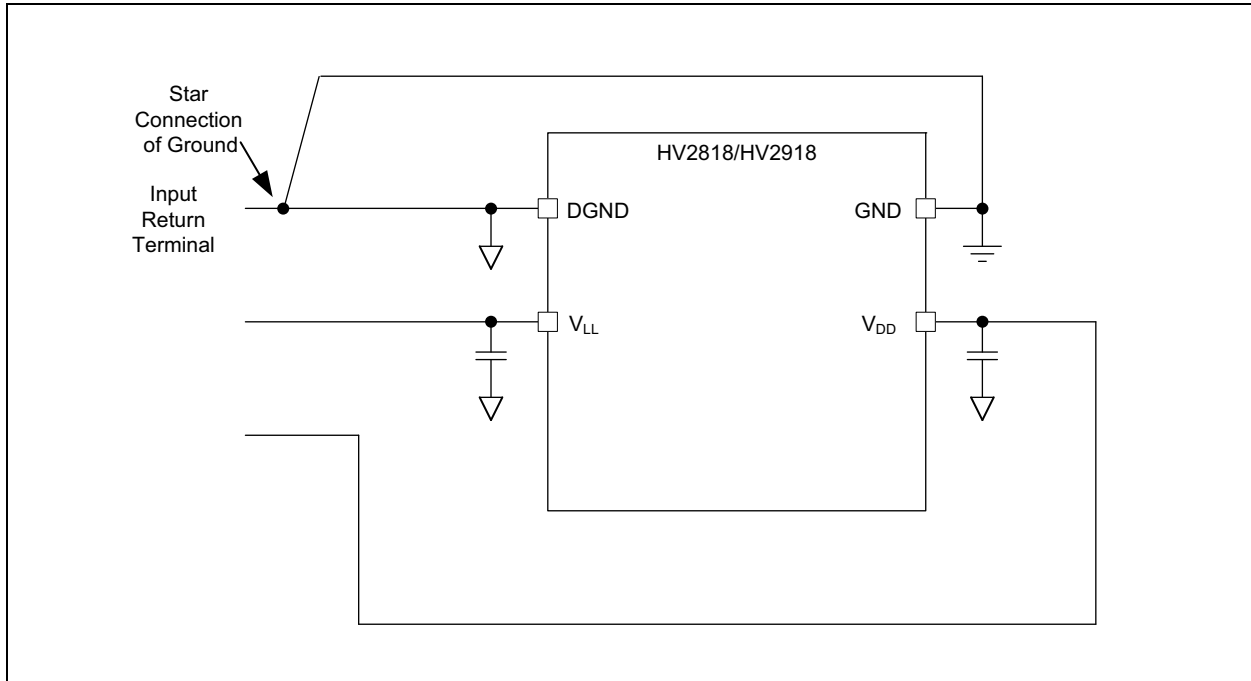 Star
Connection
of Ground
Input
Return
Terminal
HV2818/HV2918
DGND
GND
VLL
VDD